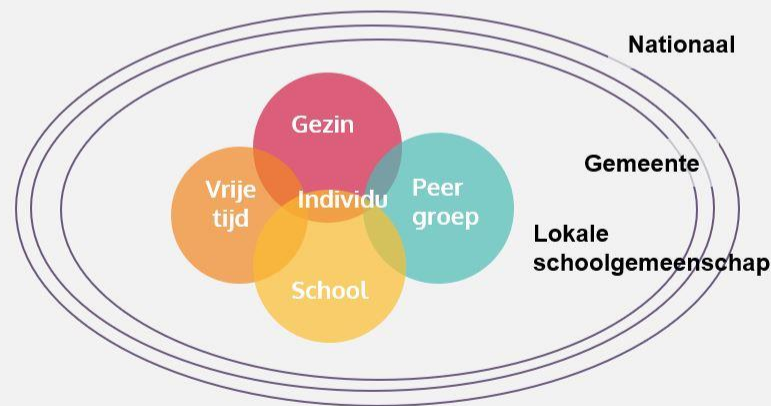 Nationaal
Gezin
Gemeente
Vrije
tijd
Individu
Peer
groep
Lokale
schoolgemeenschap
School